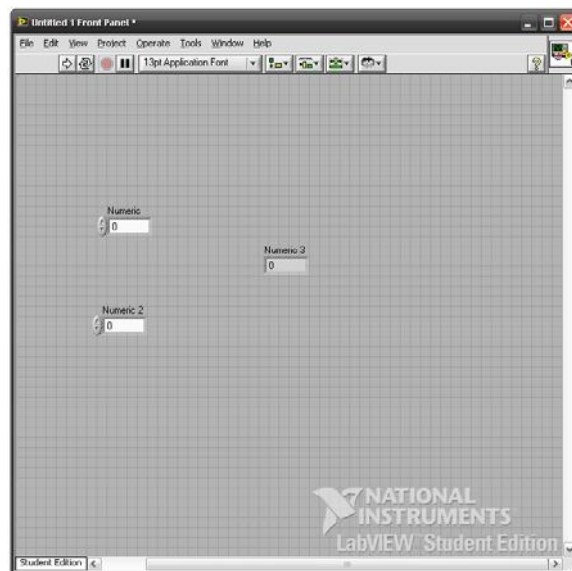 Untitled 1 Front Panel *
File Edit View Project Operate Tools Window Help
13pt Application Font
Numeric
0
Numeric 3
0
Numeric 2
0
NATIONAL
INSTRUMENTS
LabVIEW Student Edition
Student Edition